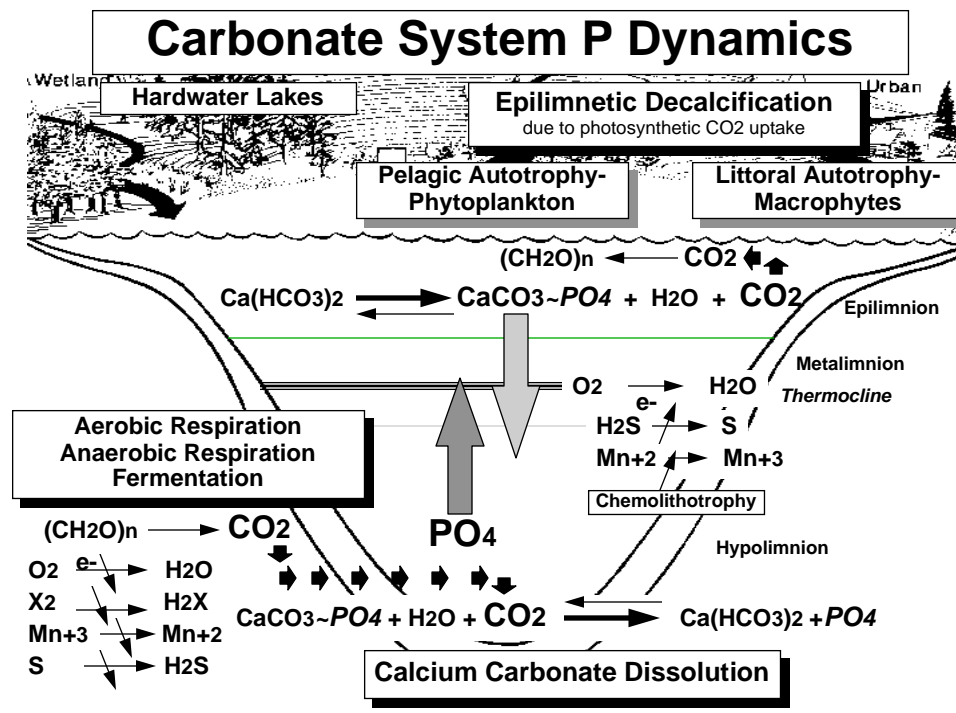 Carbonate System P Dynamics
Wetland
Urban
Hardwater Lakes
Epilimnetic Decalcification
due to photosynthetic CO2 uptake
Pelagic Autotrophy-
Phytoplankton
Littoral Autotrophy-
Macrophytes
(CH2O)n CO2
Ca(HCO3)2 CaCO3~PO4 + H2O + CO2
Epilimnion
Metalimnion
Thermocline
O2 H2O
e-
H2S S
Mn+2 Mn+3
Chemolithotrophy
Aerobic Respiration
Anaerobic Respiration
Fermentation
(CH2O)n CO2
PO4
Hypolimnion
O2 e- H2O
X2 H2X
Mn+3 Mn+2
S H2S
CaCO3~PO4 + H2O + CO2 Ca(HCO3)2 +PO4
Calcium Carbonate Dissolution